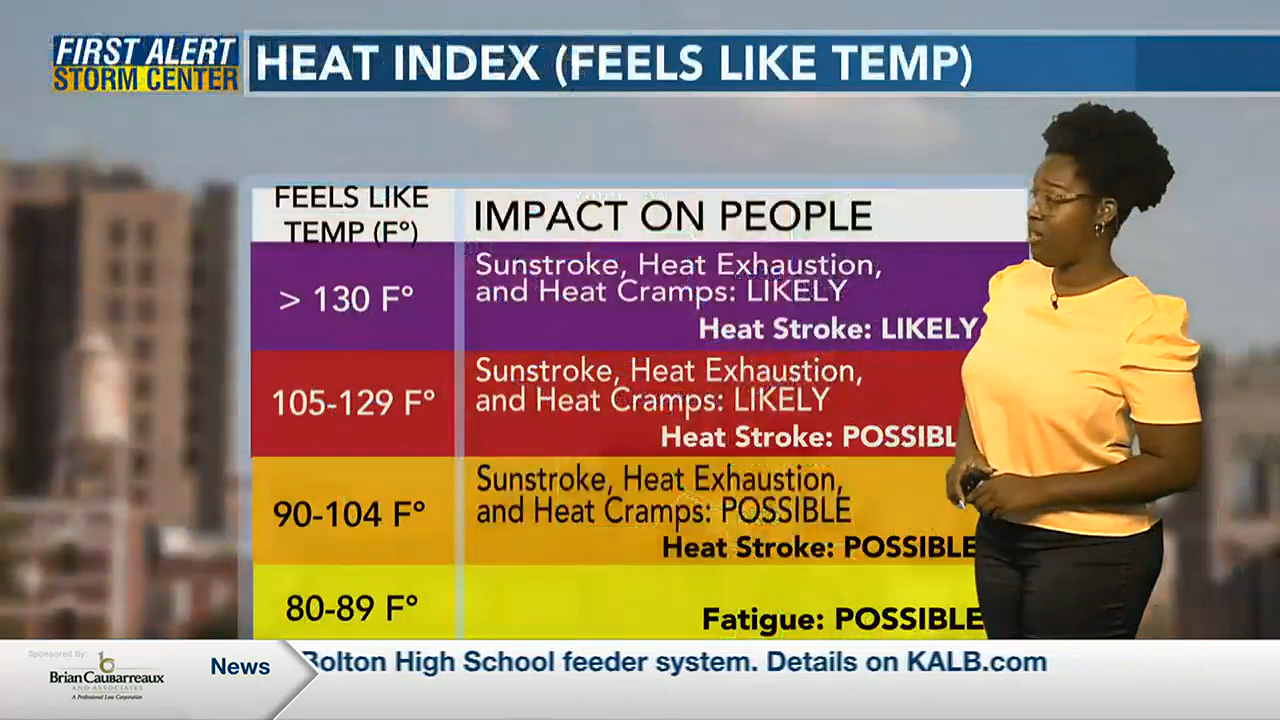 FIRST ALERT
STORM CENTER
HEAT INDEX (FEELS LIKE TEMP)
FEELS LIKE
TEMP (F°)
IMPACT ON PEOPLE
> 130 F°
Sunstroke, Heat Exhaustion,
and Heat Cramps: LIKELY
Heat Stroke: LIKELY
105-129 F°
Sunstroke, Heat Exhaustion,
and Heat Cramps: LIKELY
Heat Stroke: POSSIBL
90-104 F°
Sunstroke, Heat Exhaustion,
and Heat Cramps: POSSIBLE
Heat Stroke: POSSIBLE
80-89 F°
Fatigue: POSSIBLE
Sponsored By:
Brian Caubarreaux
AND ASSOCIATES
A Professional Law Corporation
News
Bolton High School feeder system. Details on KALB.com